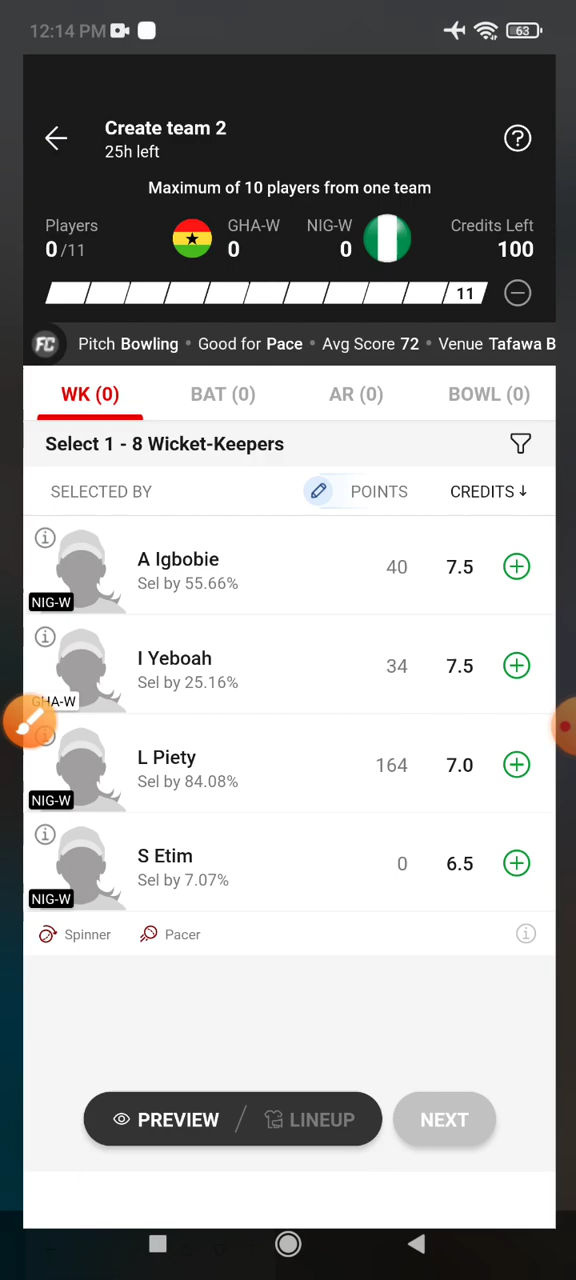 12:14 PM
63
Create team 2
25h left
Maximum of 10 players from one team
Players GHA-W NIG-W Credits Left
0/11 0 0 100
11
FC Pitch Bowling • Good for Pace • Avg Score 72 • Venue Tafawa B
WK (0) BAT (0) AR (0) BOWL (0)
Select 1 - 8 Wicket-Keepers
SELECTED BY POINTS CREDITS ↓
A Igbobie 40 7.5
Sel by 55.66%
NIG-W
I Yeboah 34 7.5
Sel by 25.16%
GHA-W
L Piety 164 7.0
Sel by 84.08%
NIG-W
S Etim 0 6.5
Sel by 7.07%
NIG-W
Spinner Pacer
PREVIEW / LINEUP NEXT